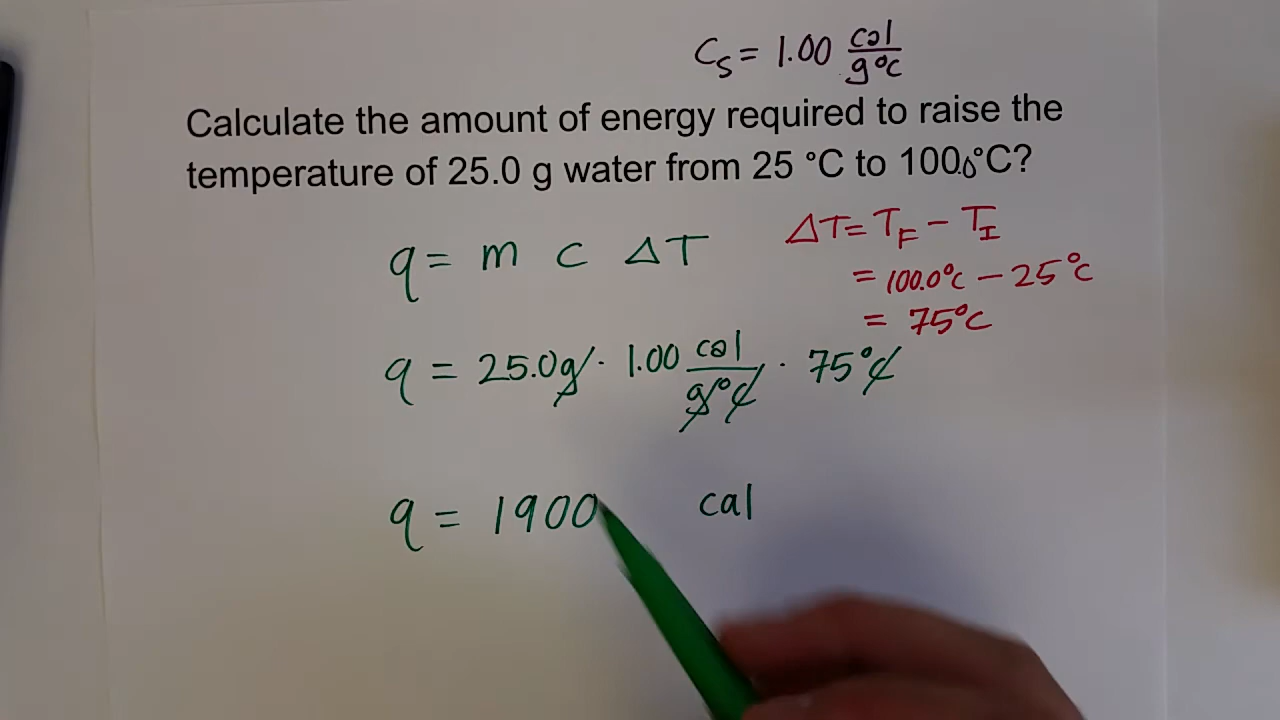 Cs = 1.00 cal/g°C
Calculate the amount of energy required to raise the
temperature of 25.0 g water from 25 °C to 100.0°C?
q = m c ΔT
ΔT = TF − TI
= 100.0°C − 25°C
= 75°C
q = 25.0g · 1.00 cal/g°C · 75°C
q = 1900 cal